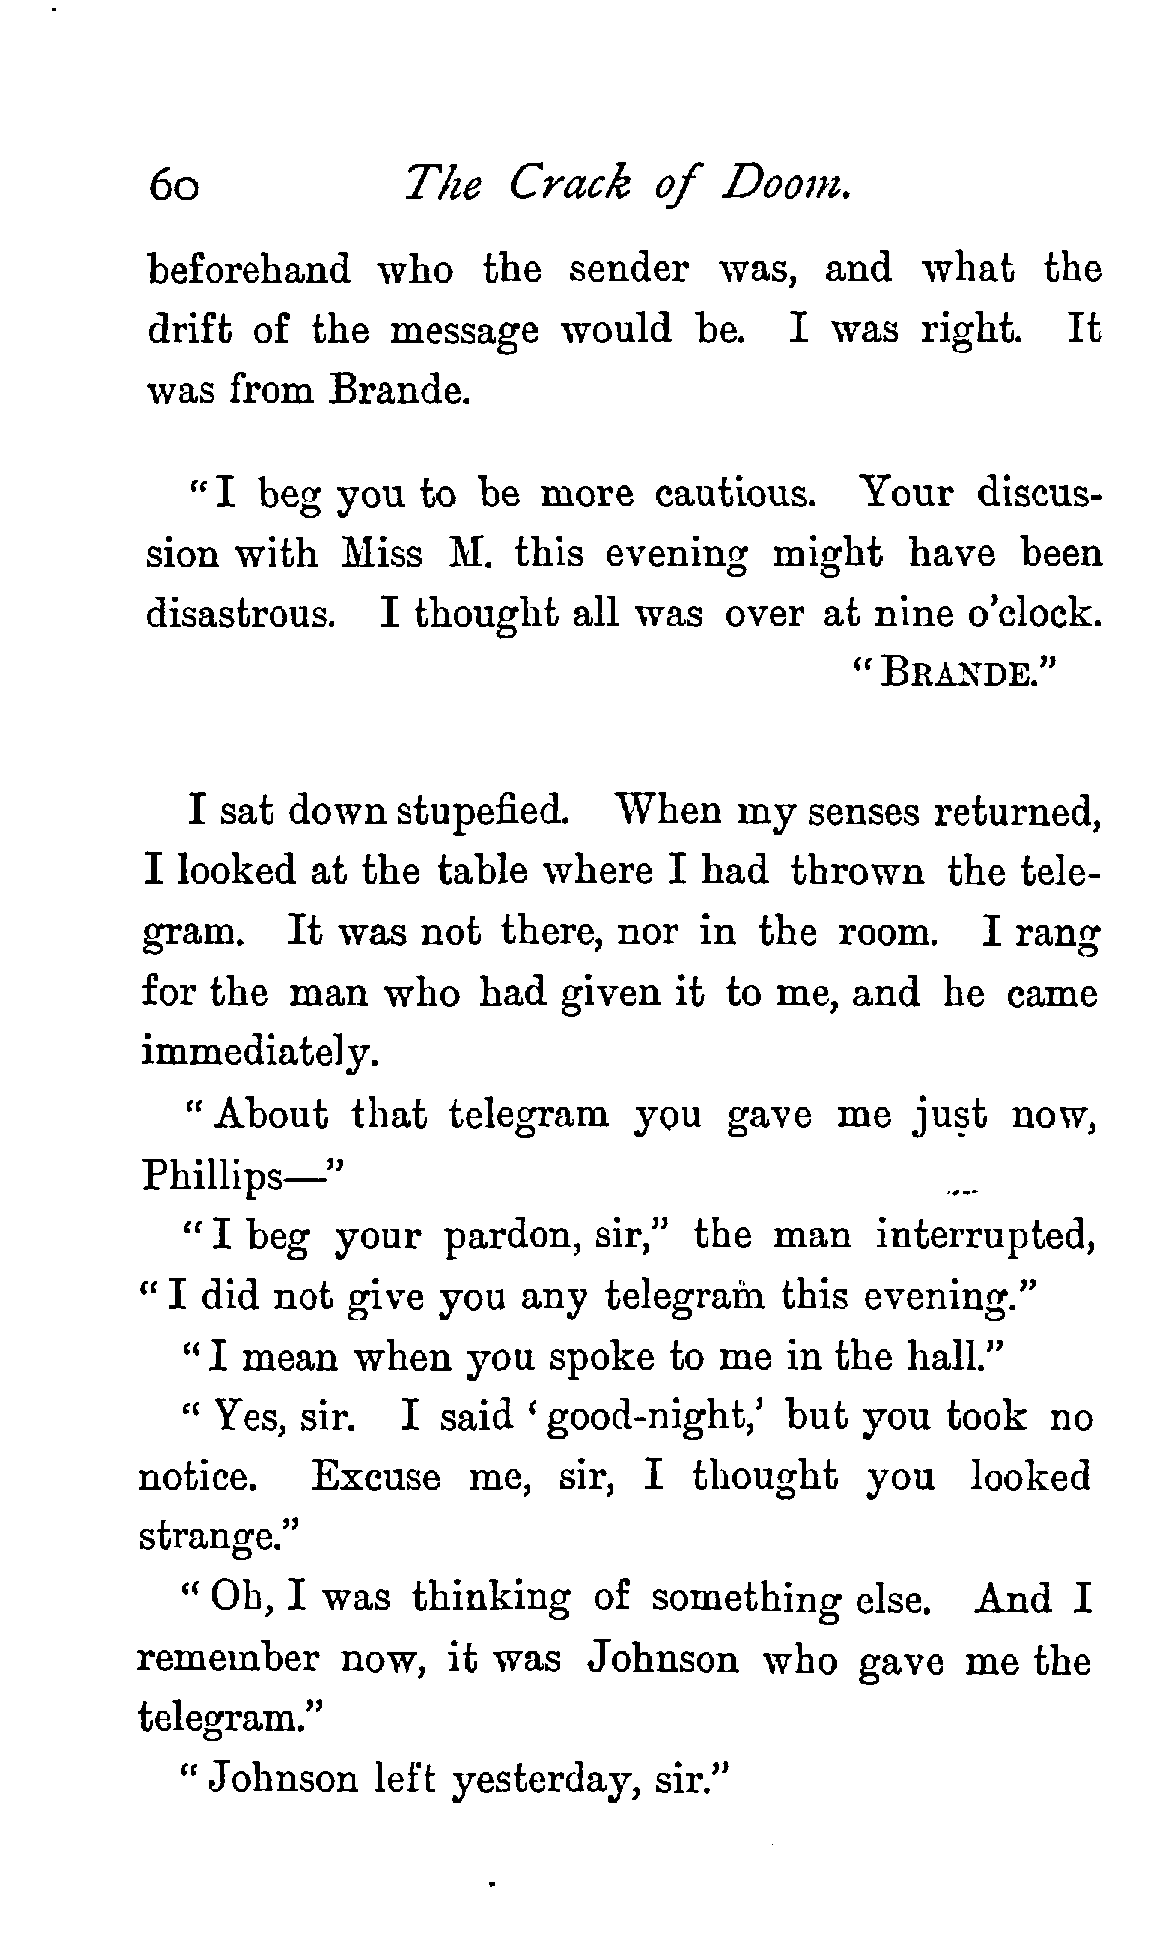 60 The Crack of Doom.
beforehand who the sender was, and what the
drift of the message would be. I was right. It
was from Brande.
“I beg you to be more cautious. Your discus-
sion with Miss M. this evening might have been
disastrous. I thought all was over at nine o’clock.
“BRANDE.”
I sat down stupefied. When my senses returned,
I looked at the table where I had thrown the tele-
gram. It was not there, nor in the room. I rang
for the man who had given it to me, and he came
immediately.
“About that telegram you gave me just now,
Phillips—”
“I beg your pardon, sir,” the man interrupted,
“I did not give you any telegram this evening.”
“I mean when you spoke to me in the hall.”
“Yes, sir. I said ‘good-night,’ but you took no
notice. Excuse me, sir, I thought you looked
strange.”
“Oh, I was thinking of something else. And I
remember now, it was Johnson who gave me the
telegram.”
“Johnson left yesterday, sir.”